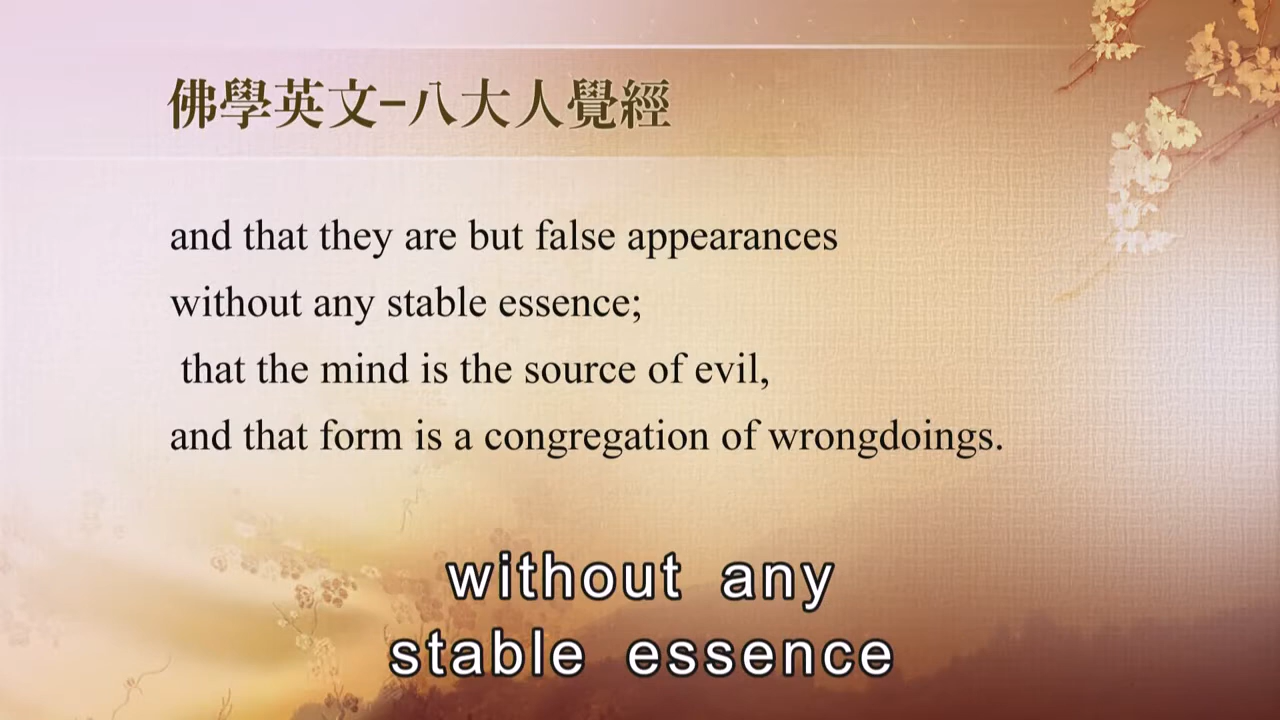 佛學英文-八大人覺經
and that they are but false appearances
without any stable essence;
that the mind is the source of evil,
and that form is a congregation of wrongdoings.
without any
stable essence